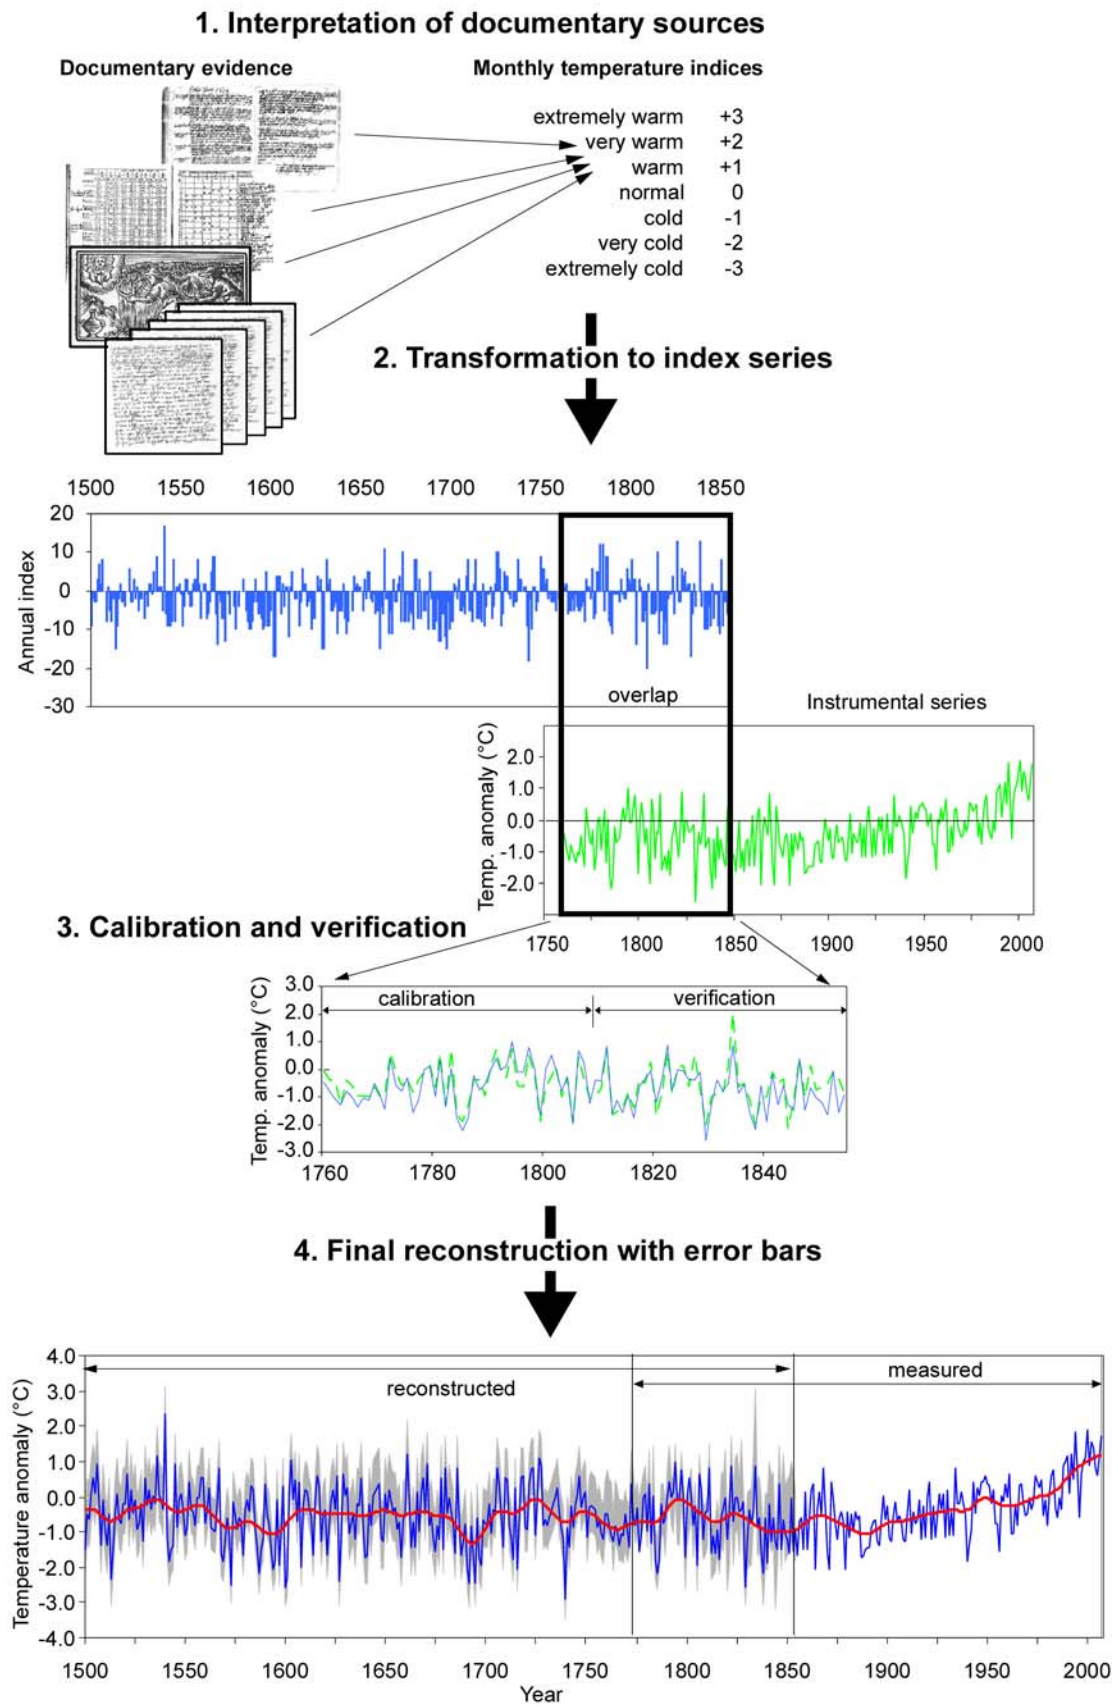 1. Interpretation of documentary sources
Documentary evidence
Monthly temperature indices
extremely warm +3
very warm +2
warm +1
normal 0
cold -1
very cold -2
extremely cold -3
2. Transformation to index series
1500 1550 1600 1650 1700 1750 1800 1850
20
10
0
-10
-20
-30
Annual index
overlap
Instrumental series
Temp. anomaly (°C)
2.0
1.0
0.0
-1.0
-2.0
1750 1800 1850 1900 1950 2000
3. Calibration and verification
Temp. anomaly (°C)
3.0
2.0
1.0
0.0
-1.0
-2.0
-3.0
calibration
verification
1760 1780 1800 1820 1840
4. Final reconstruction with error bars
Temperature anomaly (°C)
4.0
3.0
2.0
1.0
0.0
-1.0
-2.0
-3.0
-4.0
reconstructed
measured
1500 1550 1600 1650 1700 1750 1800 1850 1900 1950 2000
Year